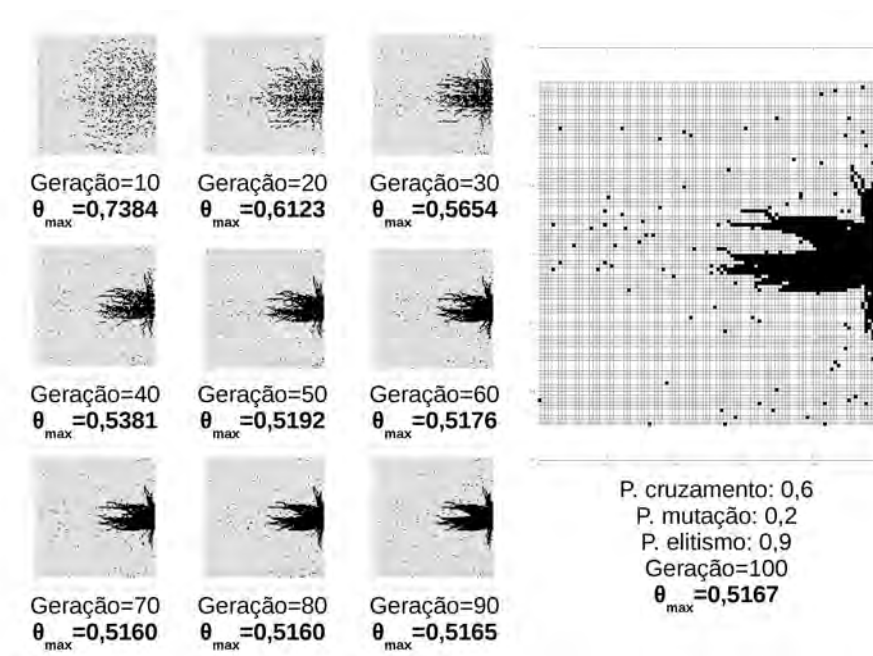 Geração=10
θmax=0,7384
Geração=20
θmax=0,6123
Geração=30
θmax=0,5654
Geração=40
θmax=0,5381
Geração=50
θmax=0,5192
Geração=60
θmax=0,5176
Geração=70
θmax=0,5160
Geração=80
θmax=0,5160
Geração=90
θmax=0,5165
P. cruzamento: 0,6
P. mutação: 0,2
P. elitismo: 0,9
Geração=100
θmax=0,5167